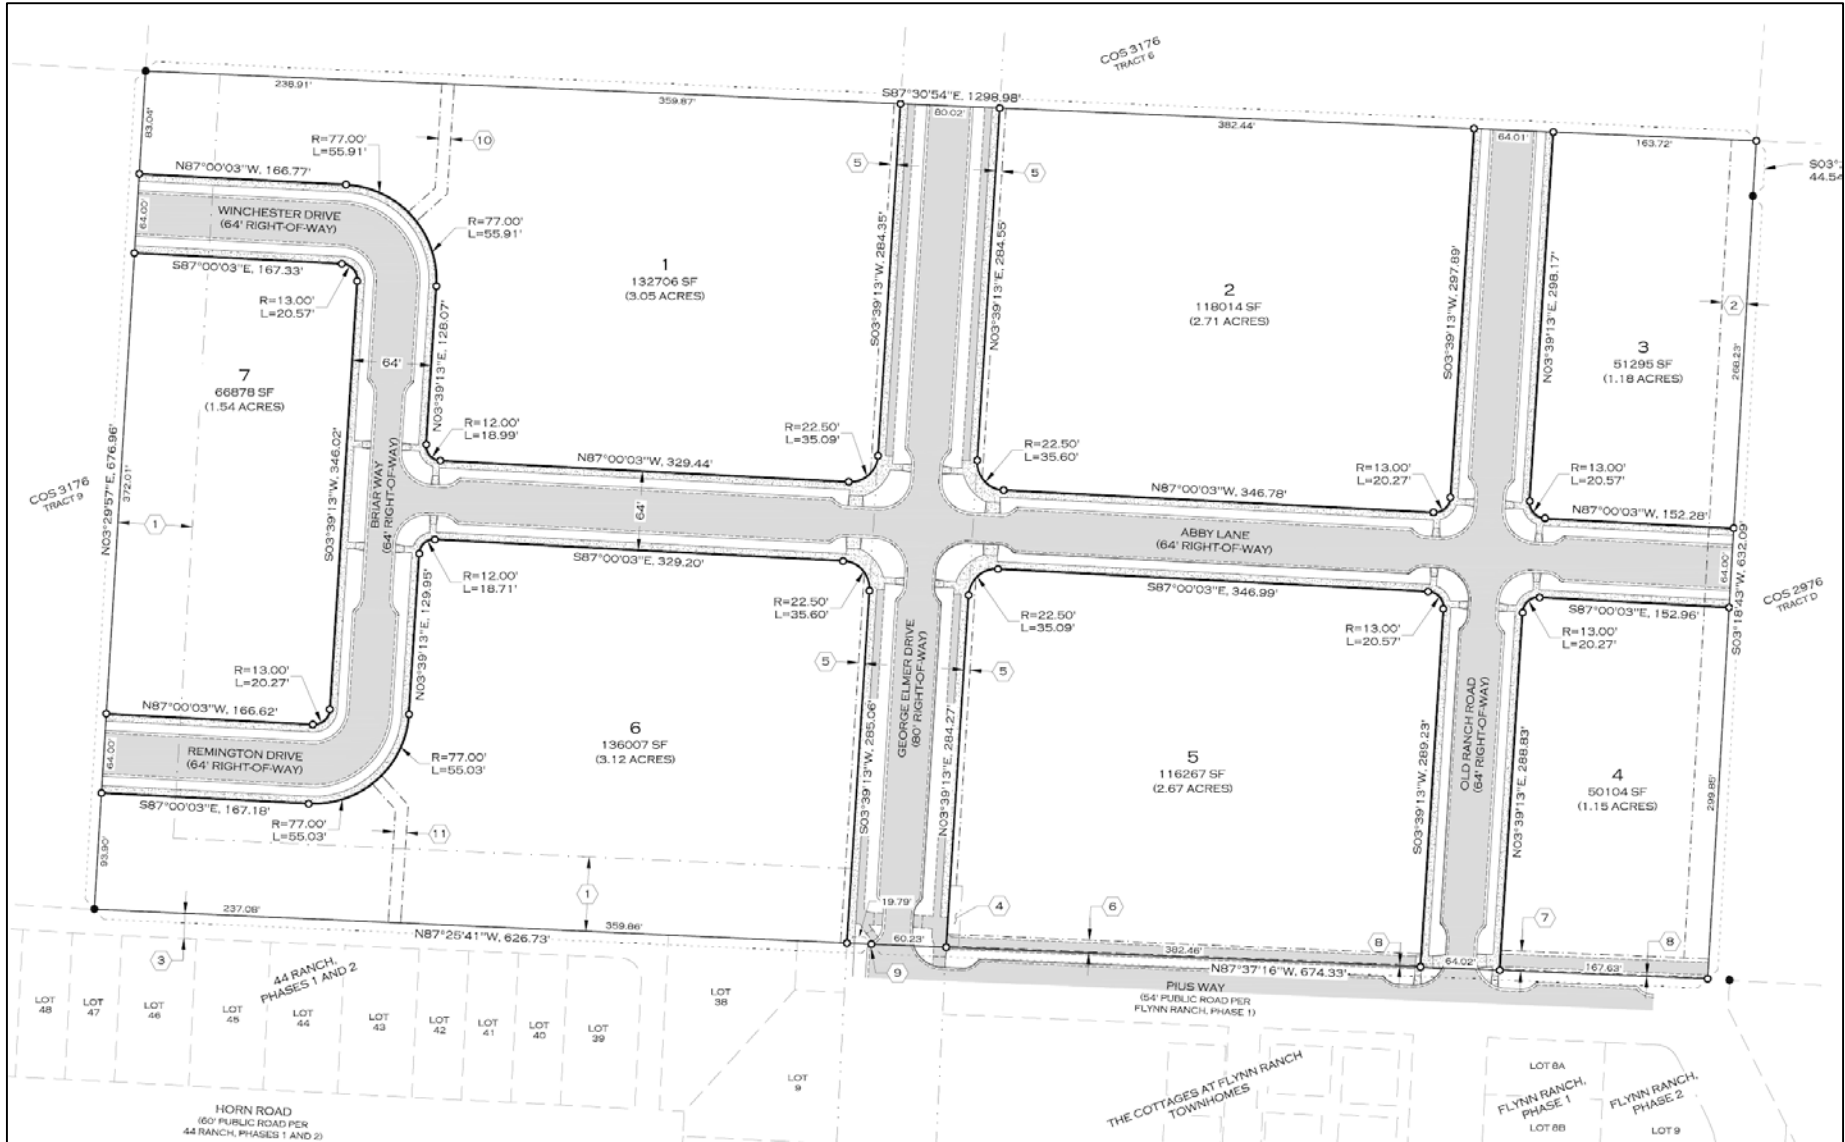 COS 3176
TRACT 6
238.91'
359.87'
S87°30'54"E, 1298.98'
80.02'
382.44'
64.01'
163.72'
S03°
44.54
83.04'
R=77.00'
L=55.91'
10
5
5
N87°00'03"W, 166.77'
WINCHESTER DRIVE
(64' RIGHT-OF-WAY)
64.00'
R=77.00'
L=55.91'
S87°00'03"E, 167.33'
R=13.00'
L=20.57'
1
132706 SF
(3.05 ACRES)
S03°39'13"W, 284.35'
N03°39'13"E, 284.55'
2
118014 SF
(2.71 ACRES)
S03°39'13"W, 297.89'
N03°39'13"E, 298.17'
2
3
51295 SF
(1.18 ACRES)
268.23'
7
66878 SF
(1.54 ACRES)
64'
N03°39'13"E, 128.07'
R=12.00'
L=18.99'
R=22.50'
L=35.09'
R=22.50'
L=35.60'
N87°00'03"W, 329.44'
R=13.00'
L=20.27'
R=13.00'
L=20.57'
N87°00'03"W, 346.78'
N87°00'03"W, 152.28'
COS 3176
TRACT 9
N03°29'57"E, 676.96'
372.01'
1
S03°39'13"W, 346.02'
BRIAR WAY
(64' RIGHT-OF-WAY)
64'
ABBY LANE
(64' RIGHT-OF-WAY)
64.00'
S03°18'43"W, 632.09'
COS 2976
TRACT D
S87°00'03"E, 329.20'
R=12.00'
L=18.71'
R=22.50'
L=35.60'
R=22.50'
L=35.09'
S87°00'03"E, 346.99'
R=13.00'
L=20.57'
S87°00'03"E, 152.96'
R=13.00'
L=20.27'
N03°39'13"E, 129.95'
5
5
R=13.00'
L=20.27'
N87°00'03"W, 166.62'
GEORGE ELMER DRIVE
(80' RIGHT-OF-WAY)
OLD RANCH ROAD
(64' RIGHT-OF-WAY)
6
136007 SF
(3.12 ACRES)
REMINGTON DRIVE
(64' RIGHT-OF-WAY)
64.00'
R=77.00'
L=55.03'
S87°00'03"E, 167.18'
R=77.00'
L=55.03'
11
S03°39'13"W, 285.06'
N03°39'13"E, 284.27'
5
116267 SF
(2.67 ACRES)
S03°39'13"W, 289.23'
N03°39'13"E, 288.83'
4
50104 SF
(1.15 ACRES)
299.85'
93.90'
1
237.08'
359.86'
N87°25'41"W, 626.73'
19.79'
60.23'
4
6
7
8
8
382.46'
64.02'
167.63'
N87°37'16"W, 674.33'
3
9
PIUS WAY
(54' PUBLIC ROAD PER
FLYNN RANCH, PHASE 1)
44 RANCH,
PHASES 1 AND 2
LOT
48
LOT
47
LOT
46
LOT
45
LOT
44
LOT
43
LOT
42
LOT
41
LOT
40
LOT
39
LOT
38
LOT
9
HORN ROAD
(60' PUBLIC ROAD PER
44 RANCH, PHASES 1 AND 2)
THE COTTAGES AT FLYNN RANCH
TOWNHOMES
LOT 8A
FLYNN RANCH,
PHASE 1
LOT 8B
FLYNN RANCH,
PHASE 2
LOT 9